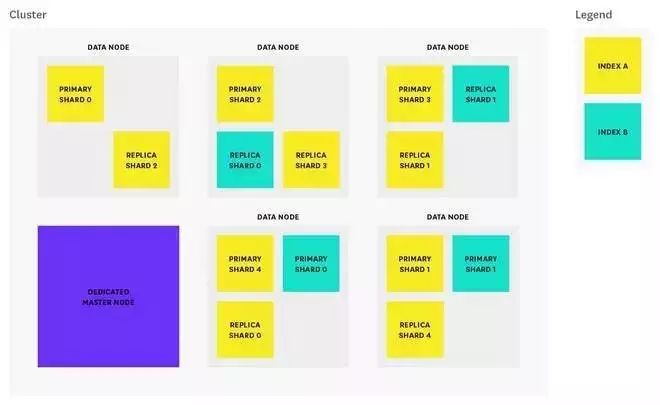 Cluster
Legend
DATA NODE
DATA NODE
DATA NODE
PRIMARY
SHARD 0
REPLICA
SHARD 2
PRIMARY
SHARD 2
REPLICA
SHARD 0
REPLICA
SHARD 3
PRIMARY
SHARD 3
REPLICA
SHARD 1
REPLICA
SHARD 1
INDEX A
INDEX B
DEDICATED
MASTER NODE
DATA NODE
DATA NODE
PRIMARY
SHARD 4
PRIMARY
SHARD 0
REPLICA
SHARD 0
PRIMARY
SHARD 1
PRIMARY
SHARD 1
REPLICA
SHARD 4